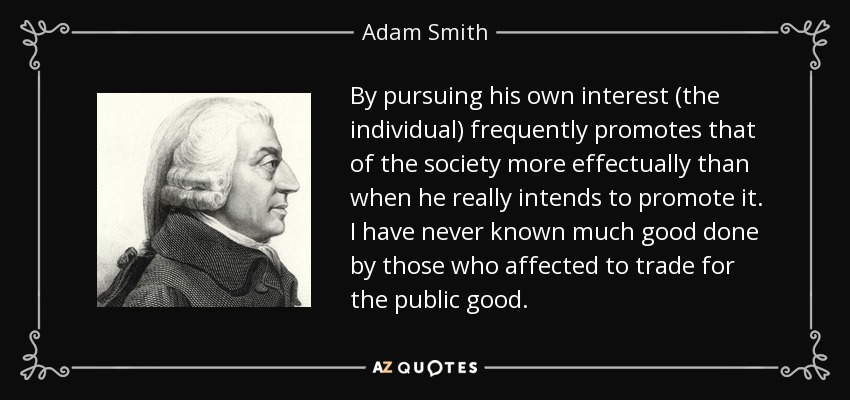 Adam Smith
By pursuing his own interest (the
individual) frequently promotes that
of the society more effectually than
when he really intends to promote it.
I have never known much good done
by those who affected to trade for
the public good.
AZ QUOTES